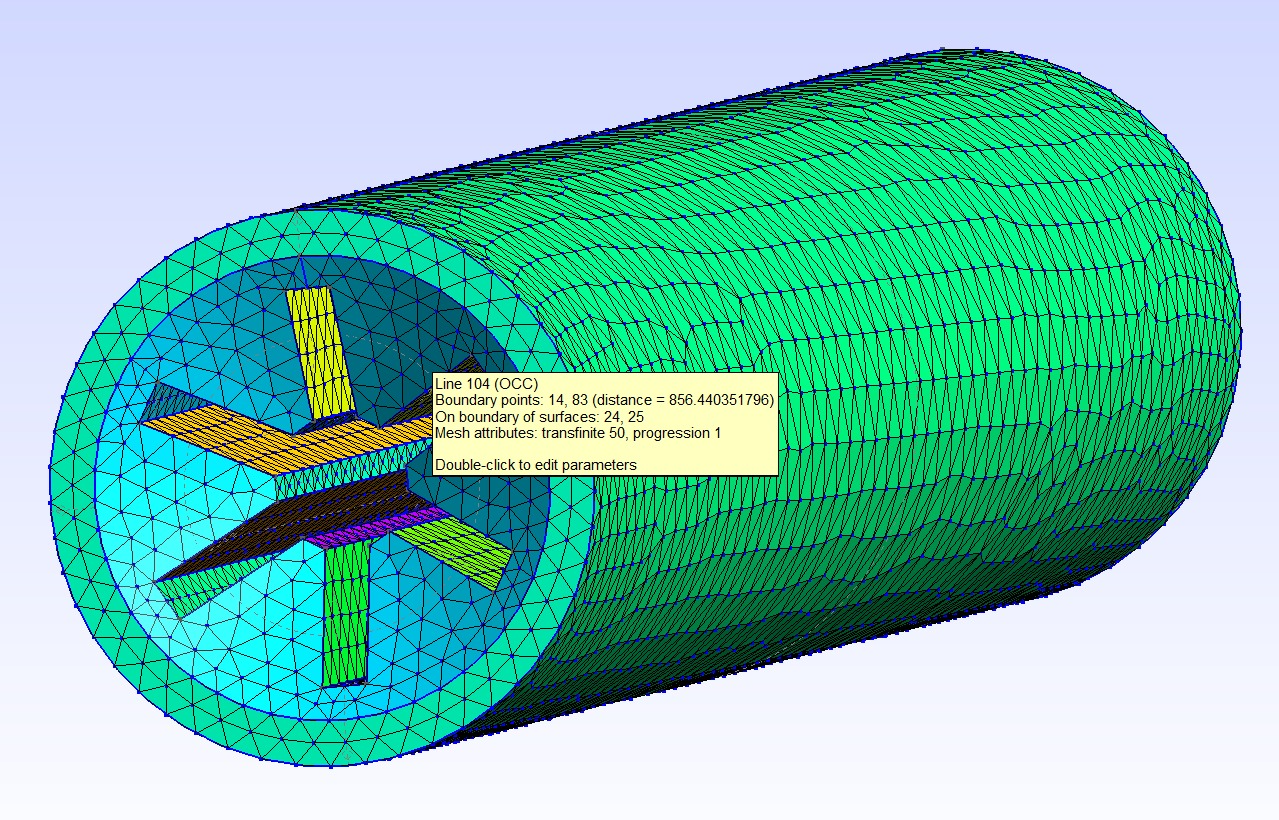 Line 104 (OCC)
Boundary points: 14, 83 (distance = 856.440351796)
On boundary of surfaces: 24, 25
Mesh attributes: transfinite 50, progression 1
Double-click to edit parameters